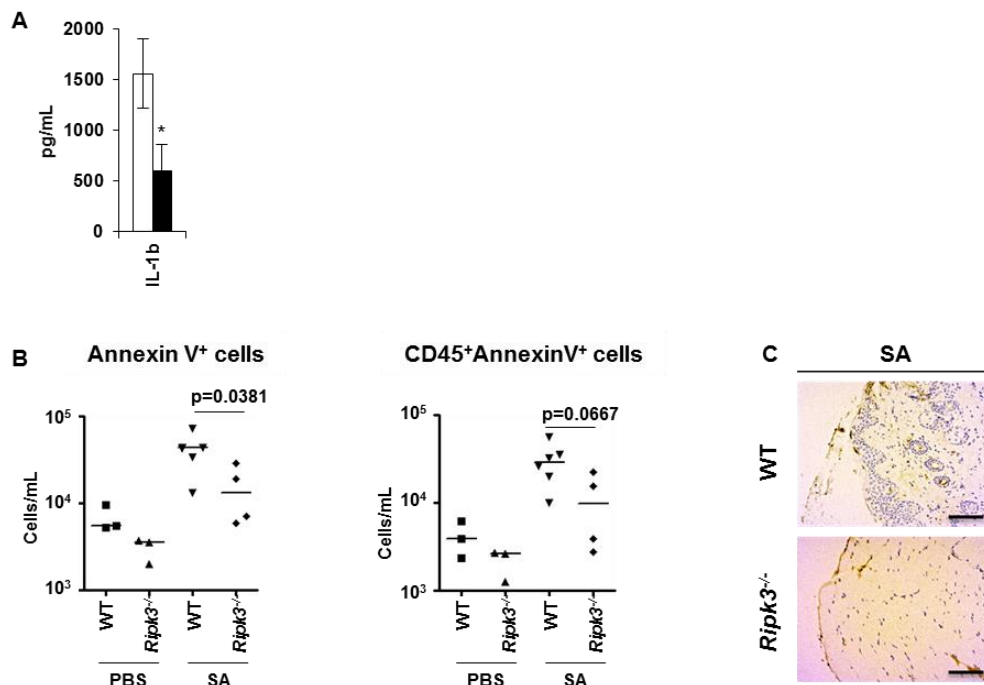 A
2000
1500
1000
500
0
pg/mL
IL-1b
*
B
Annexin V⁺ cells
p=0.0381
10⁵
10⁴
10³
Cells/mL
WT
Ripk3⁻/⁻
WT
Ripk3⁻/⁻
PBS
SA
CD45⁺AnnexinV⁺ cells
p=0.0667
10⁵
10⁴
10³
Cells/mL
WT
Ripk3⁻/⁻
WT
Ripk3⁻/⁻
PBS
SA
C
SA
WT
Ripk3⁻/⁻